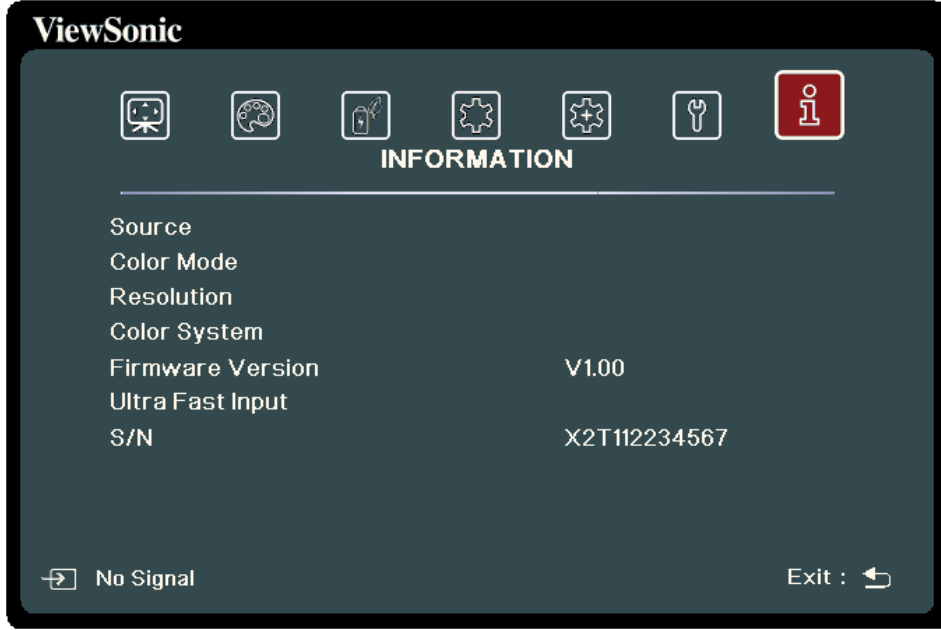 ViewSonic
INFORMATION
Source
Color Mode
Resolution
Color System
Firmware Version V1.00
Ultra Fast Input
S/N X2T112234567
No Signal Exit :